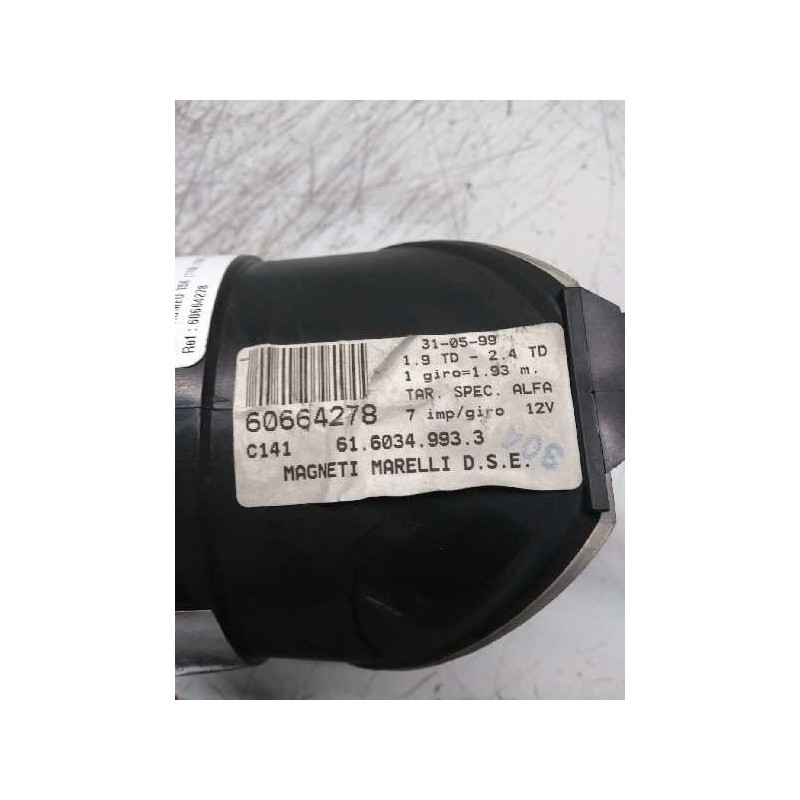 31-05-99
1.9 TD - 2.4 TD
1 giro=1.93 m.
TAR. SPEC. ALFA
60664278 7 imp/giro 12V
C141 61.6034.993.3
304
MAGNETI MARELLI D.S.E.
Ref : 60664278